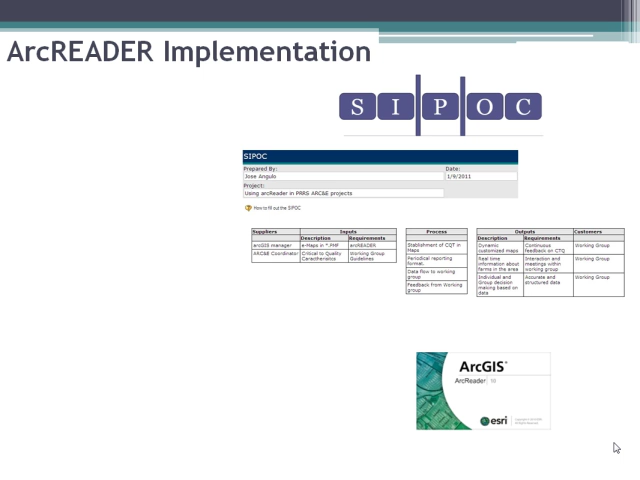 ArcREADER Implementation
S I P O C
SIPOC
Prepared By: Date:
Jose Angulo 1/9/2011
Project:
Using arcReader in PRRS ARC&E projects
How to fill out the SIPOC
Suppliers Inputs
Description Requirements
arcGIS manager e-Maps in *.PMF arcREADER
ARC&E Coordinator Critical to Quality Working Group
Caractheristics Guidelines
Process
Stablishment of CQT in
Maps
Periodical reporting
format.
Data flow to working
group
Feedback from Working
group
Outputs Customers
Description Requirements
Dynamic Continuous Working Group
customized maps feedback on CTQ
Real time Interaction and Working Group
information about meetings within
farms in the area working group
Individual and Accurate and Working Group
Group decision structured data
making based on
data
ArcGIS®
ArcReader 10
esri